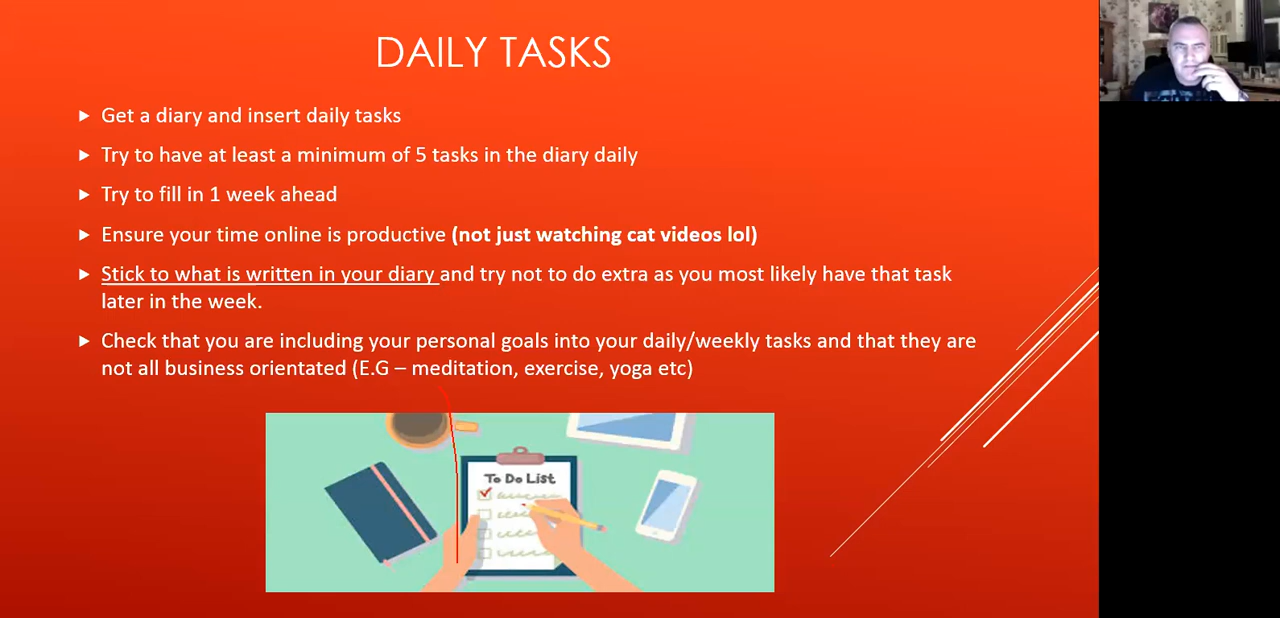 DAILY TASKS
Get a diary and insert daily tasks
Try to have at least a minimum of 5 tasks in the diary daily
Try to fill in 1 week ahead
Ensure your time online is productive (not just watching cat videos lol)
Stick to what is written in your diary and try not to do extra as you most likely have that task
later in the week.
Check that you are including your personal goals into your daily/weekly tasks and that they are
not all business orientated (E.G – meditation, exercise, yoga etc)
To Do List